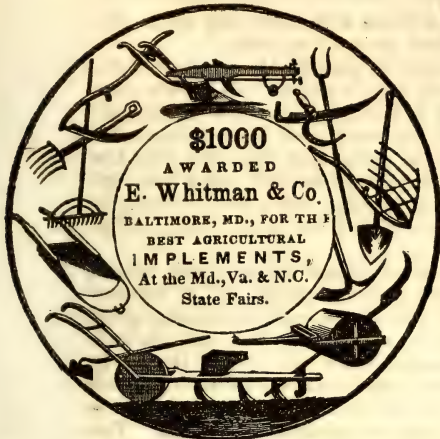 $1000
AWARDED
E. Whitman & Co.
BALTIMORE, MD., FOR THE
BEST AGRICULTURAL
IMPLEMENTS,
At the Md., Va. & N.C.
State Fairs.